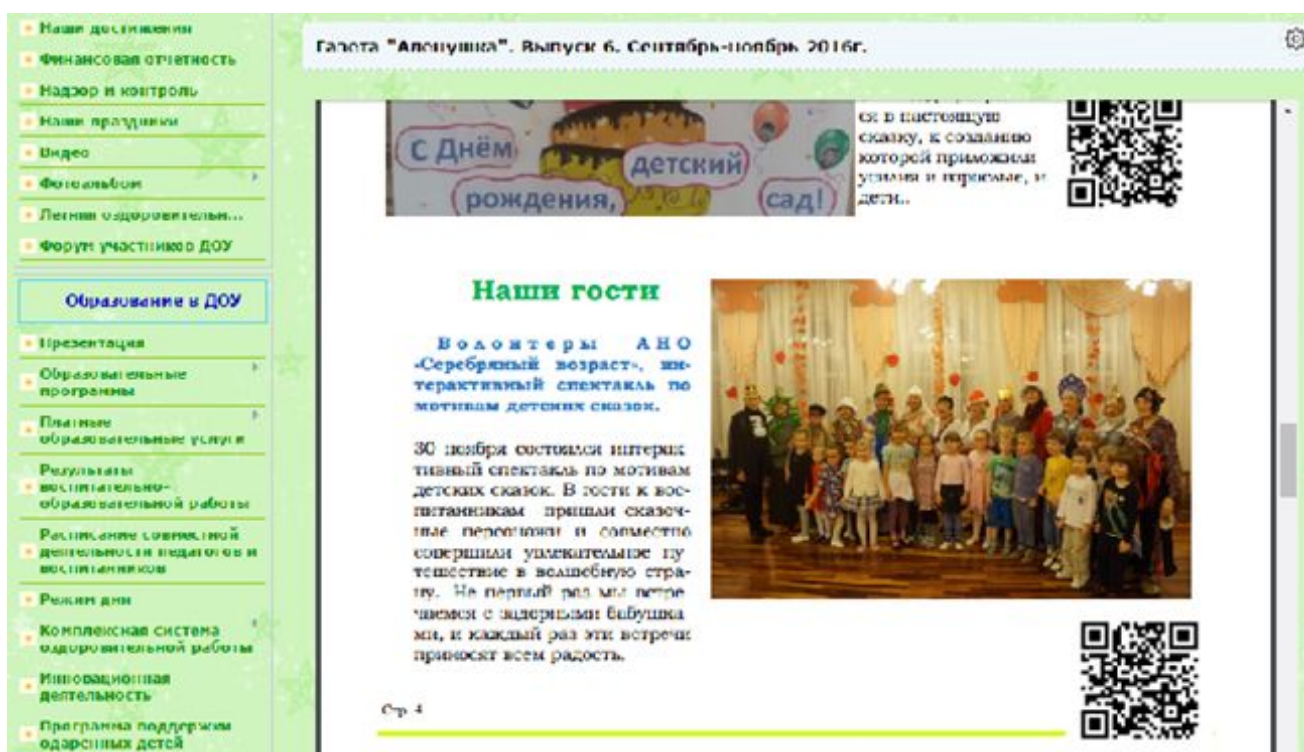 Наши достижения
Финансовая отчетность
Надзор и контроль
Наши праздники
Видео
Фотоальбом
Летняя оздоровительн...
Форум участников ДОУ
Образование в ДОУ
Презентация
Образовательные
программы
Платные
образовательные услуги
Результаты
воспитательно-
образовательной работы
Расписание совместной
деятельности педагогов и
воспитанников
Режим дня
Комплексная система
оздоровительной работы
Инновационная
деятельность
Программа поддержки
одаренных детей
Газета "Аленушка". Выпуск 6. Сентябрь-ноябрь 2016г.
С Днём
рождения,
детский
сад!
ся в настоящую
сказку, к созданию
которой приложили
усилия и взрослые, и
дети..
Наши гости
Волонтеры АНО
«Серебряный возраст», ин-
терактивный спектакль по
мотивам детских сказок.
30 ноября состоялся интерак
тивный спектакль по мотивам
детских сказок. В гости к вос-
питанникам пришли сказоч-
ные персонажи и совместно
совершили увлекательное пу-
тешествие в волшебную стра-
ну. Не первый раз мы встре
чаемся с задорными бабушка
ми, и каждый раз эти встречи
приносят всем радость.
Стр. 4